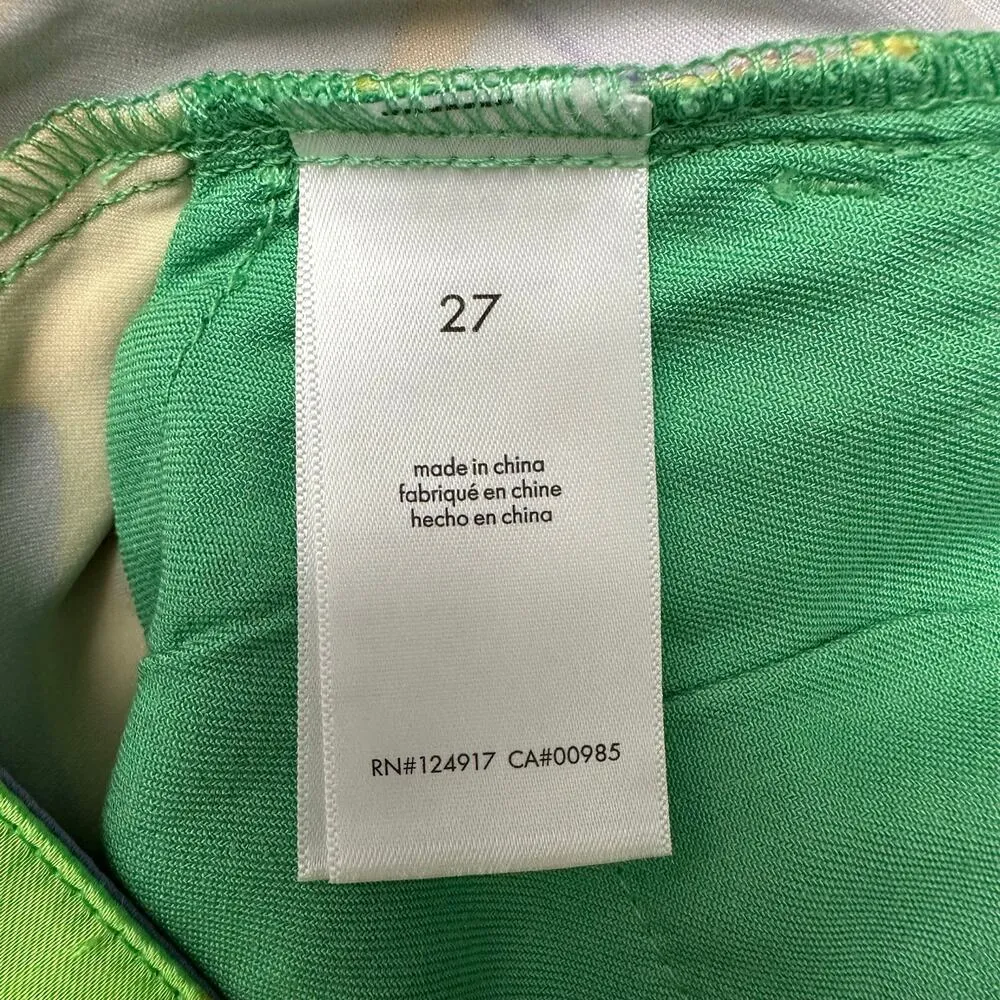 27
made in china
fabriqué en chine
hecho en china
RN#124917 CA#00985